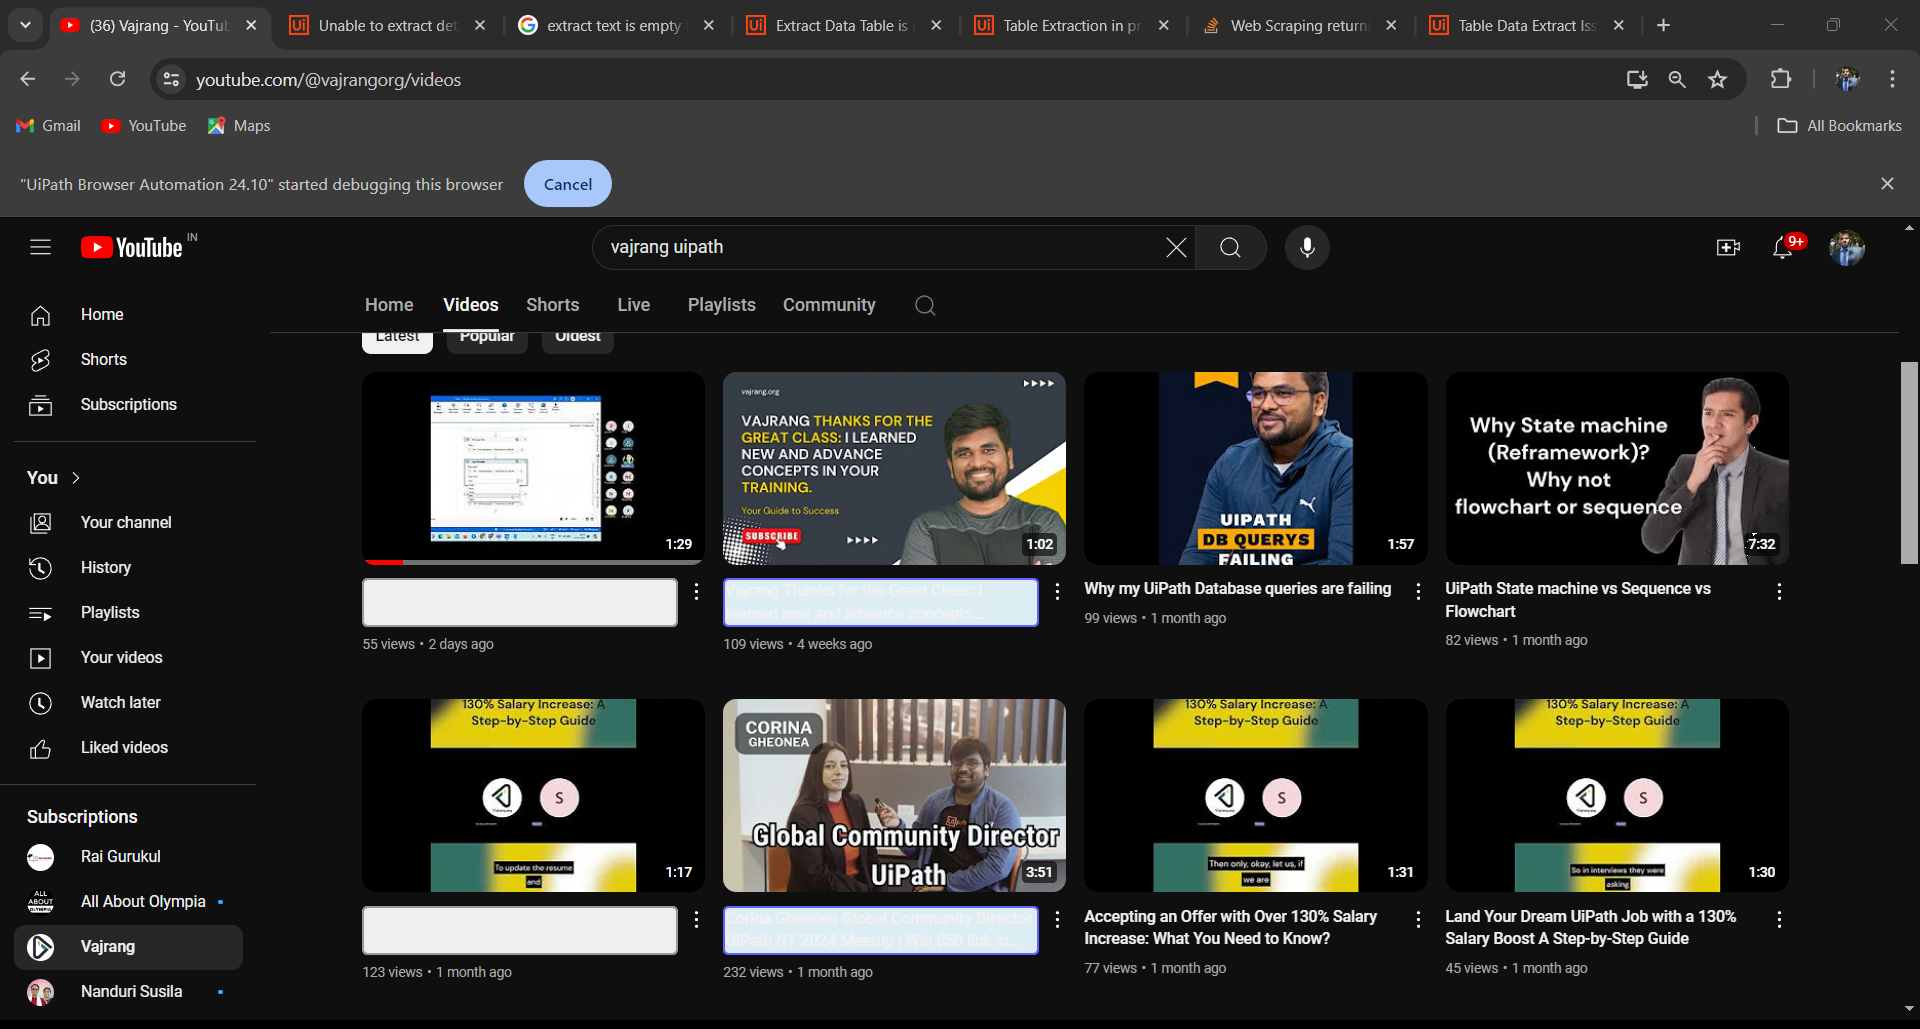 (36) Vajrang - YouTu
Unable to extract det
extract text is empty
Extract Data Table is
Table Extraction in pr
Web Scraping return
Table Data Extract Iss
youtube.com/@vajrangorg/videos
Gmail
YouTube
Maps
All Bookmarks
"UiPath Browser Automation 24.10" started debugging this browser
Cancel
YouTube IN
vajrang uipath
9+
Home
Shorts
Subscriptions
You
Your channel
History
Playlists
Your videos
Watch later
Liked videos
Subscriptions
Rai Gurukul
ALL ABOUT OLYMPIA
All About Olympia
Vajrang
Nanduri Susila
Home Videos Shorts Live Playlists Community
Latest Popular Oldest
1:29
55 views • 2 days ago
vajrang.org
VAJRANG THANKS FOR THE
GREAT CLASS: I LEARNED
NEW AND ADVANCE
CONCEPTS IN YOUR
TRAINING.
Your Guide to Success
SUBSCRIBE
1:02
Vajrang Thanks for the Great Class: I
learned new and advance concepts...
109 views • 4 weeks ago
UIPATH
DB QUERYS
FAILING
1:57
Why my UiPath Database queries are failing
99 views • 1 month ago
Why State machine
(Reframework)?
Why not
flowchart or sequence
7:32
UiPath State machine vs Sequence vs
Flowchart
82 views • 1 month ago
130% Salary Increase: A
Step-by-Step Guide
S
To update the resume
and
1:17
123 views • 1 month ago
CORINA
GHEONEA
Global Community Director
UiPath
3:51
Corina Gheonea Global Community Director
UiPath NY 2024 Meetup | Win $50 link in...
232 views • 1 month ago
130% Salary Increase: A
Step-by-Step Guide
S
Then only, okay, let us, if
we are
1:31
Accepting an Offer with Over 130% Salary
Increase: What You Need to Know?
77 views • 1 month ago
130% Salary Increase: A
Step-by-Step Guide
S
So in interviews they were
asking
1:30
Land Your Dream UiPath Job with a 130%
Salary Boost A Step-by-Step Guide
45 views • 1 month ago